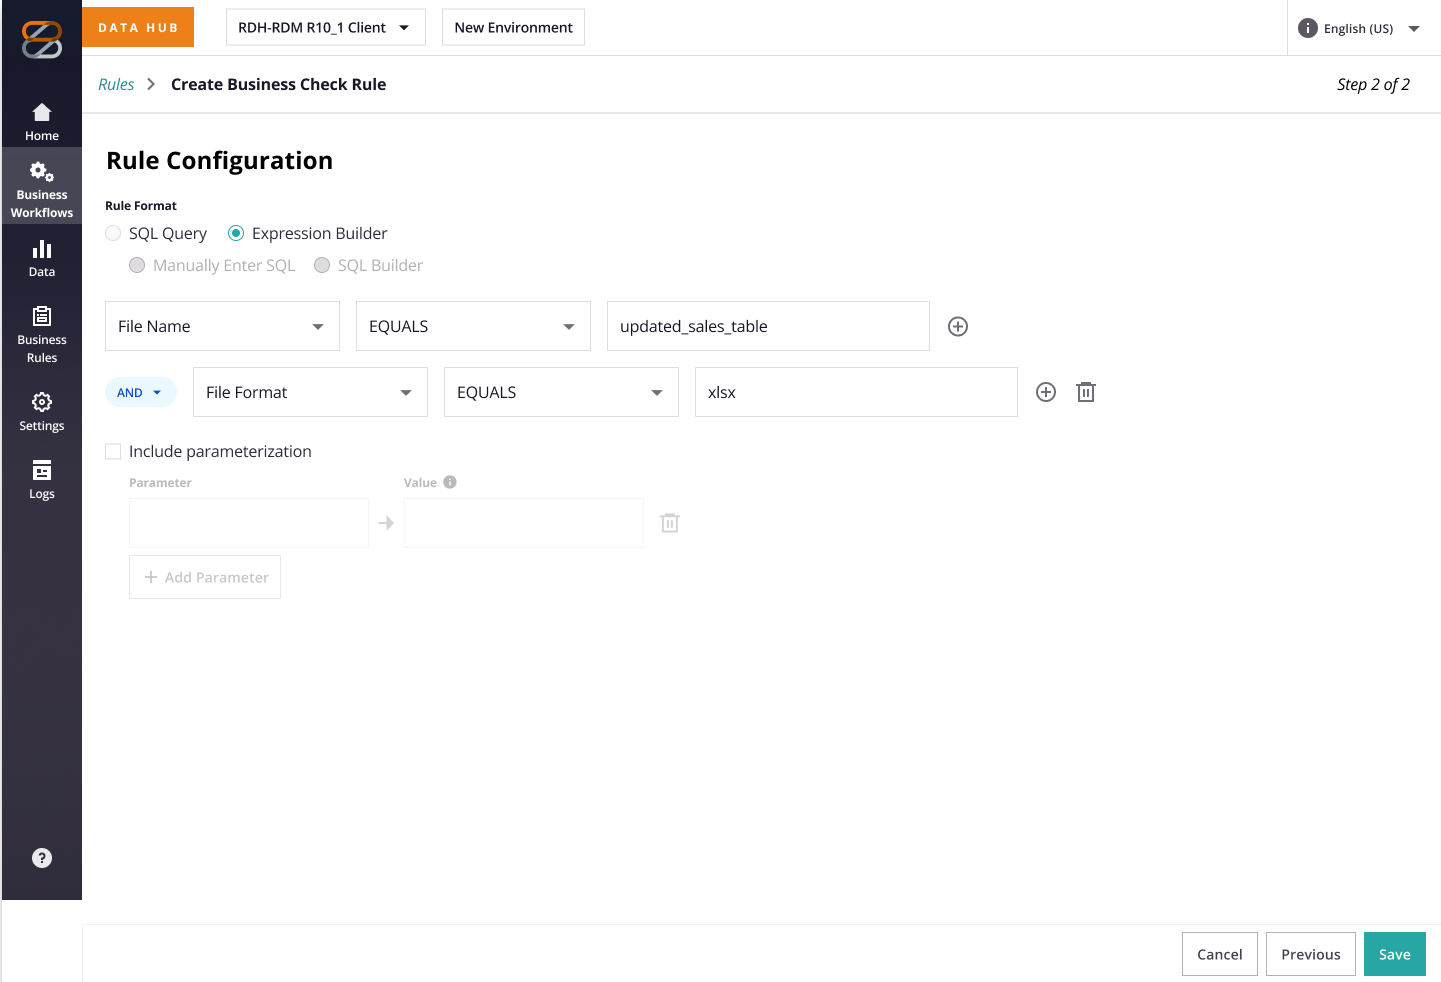 DATA HUB
RDH-RDM R10_1 Client
New Environment
English (US)
Rules
Create Business Check Rule
Step 2 of 2
Home
Business
Workflows
Data
Business
Rules
Settings
Logs
Rule Configuration
Rule Format
SQL Query
Expression Builder
Manually Enter SQL
SQL Builder
File Name
EQUALS
updated_sales_table
AND
File Format
EQUALS
xlsx
Include parameterization
Parameter
Value
+ Add Parameter
Cancel
Previous
Save